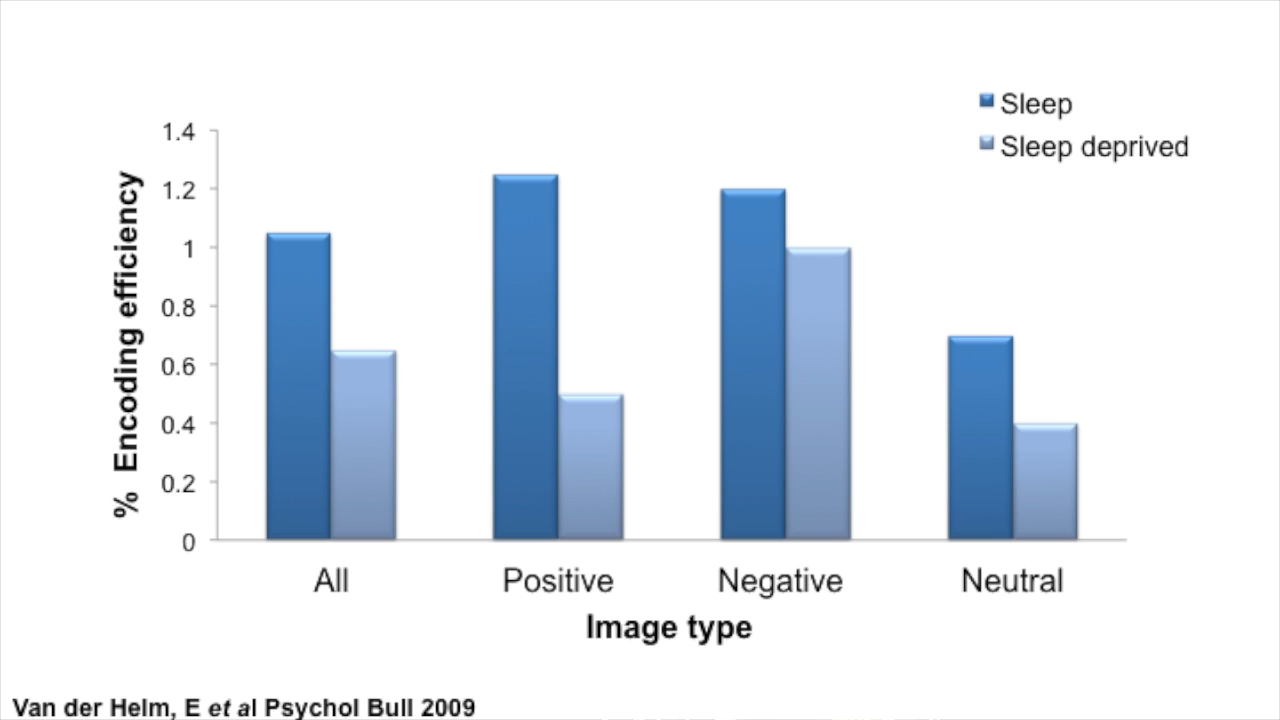 Sleep
Sleep deprived
1.4
1.2
1
0.8
0.6
0.4
0.2
0
% Encoding efficiency
All Positive Negative Neutral
Image type
Van der Helm, E et al Psychol Bull 2009